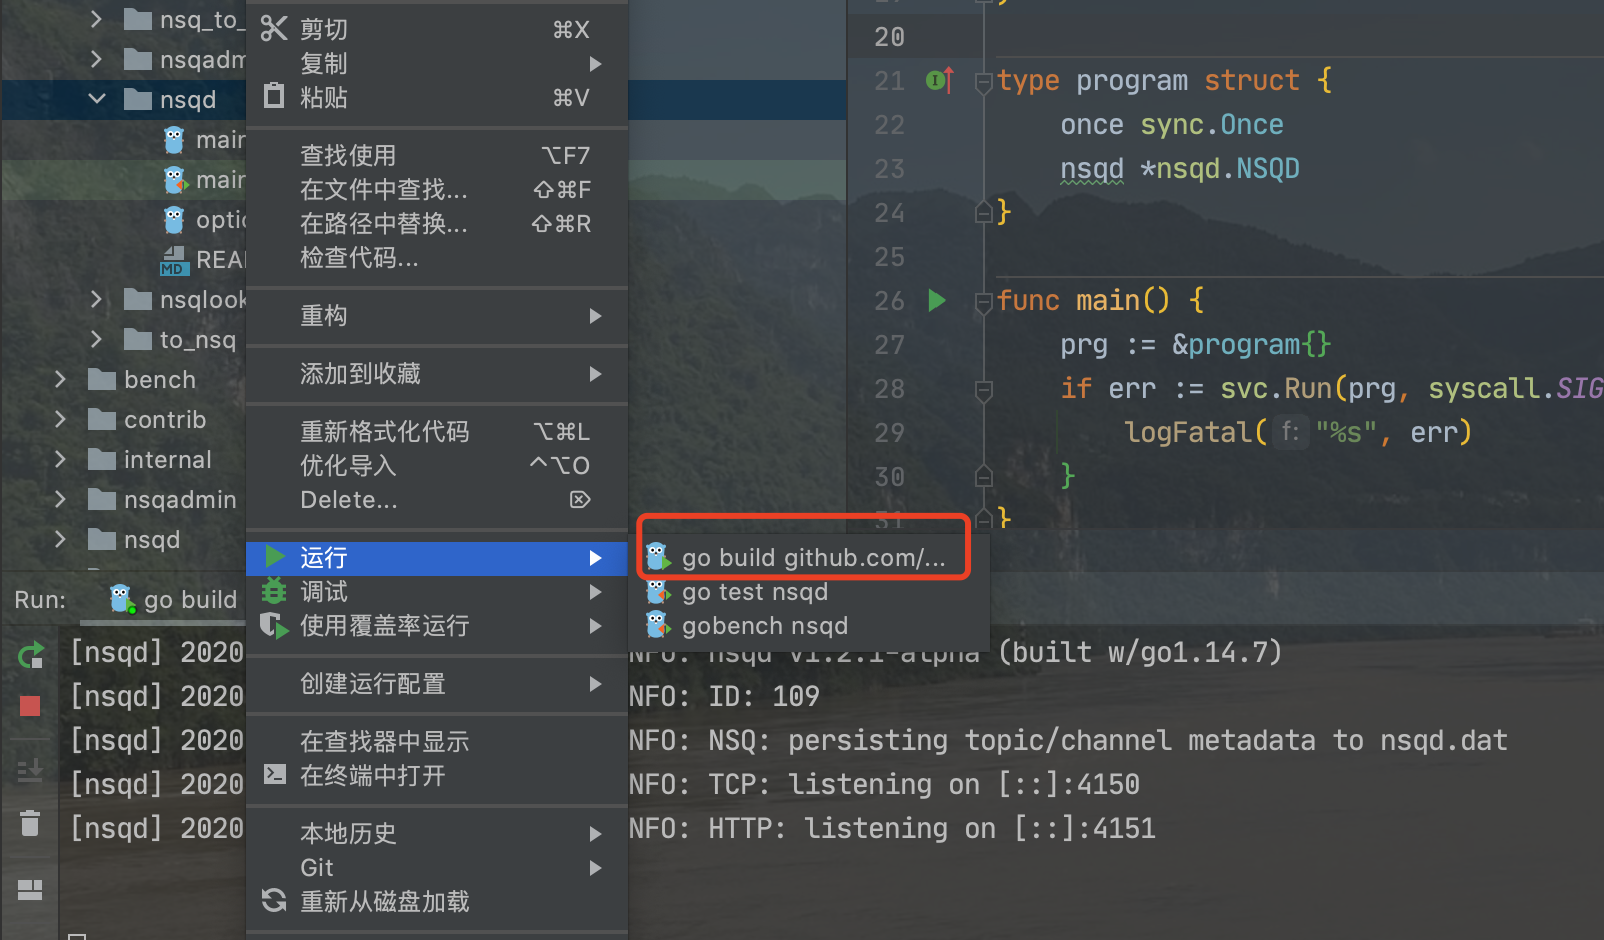 nsq_to_
nsqadm
nsqd
main
main
optio
MD REA
nsqlook
to_nsq
bench
contrib
internal
nsqadmin
nsqd
剪切 ⌘X
复制
粘贴 ⌘V
查找使用 ⌥F7
在文件中查找... ⇧⌘F
在路径中替换... ⇧⌘R
检查代码...
重构
添加到收藏
重新格式化代码 ⌥⌘L
优化导入 ^⌥O
Delete...
运行
调试
使用覆盖率运行
创建运行配置
在查找器中显示
在终端中打开
本地历史
Git
重新从磁盘加载
go build github.com/...
go test nsqd
gobench nsqd
20
21 type program struct {
22 once sync.Once
23 nsqd *nsqd.NSQD
24 }
25
26 func main() {
27 prg := &program{}
28 if err := svc.Run(prg, syscall.SIG
29 logFatal( f: "%s", err)
30 }
31 }
Run: go build
[nsqd] 2020 NFO: nsqd v1.2.1-alpha (built w/go1.14.7)
[nsqd] 2020 NFO: ID: 109
[nsqd] 2020 NFO: NSQ: persisting topic/channel metadata to nsqd.dat
[nsqd] 2020 NFO: TCP: listening on [::]:4150
[nsqd] 2020 NFO: HTTP: listening on [::]:4151